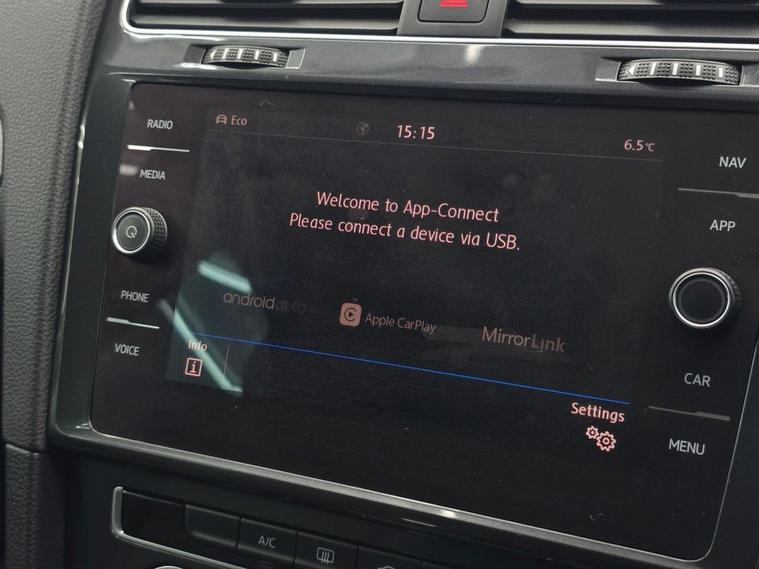 RADIO
MEDIA
PHONE
VOICE
Eco
15:15
6.5°C
Welcome to App-Connect
Please connect a device via USB.
android auto
Apple CarPlay
MirrorLink
Info
i
Settings
NAV
APP
CAR
MENU
A/C